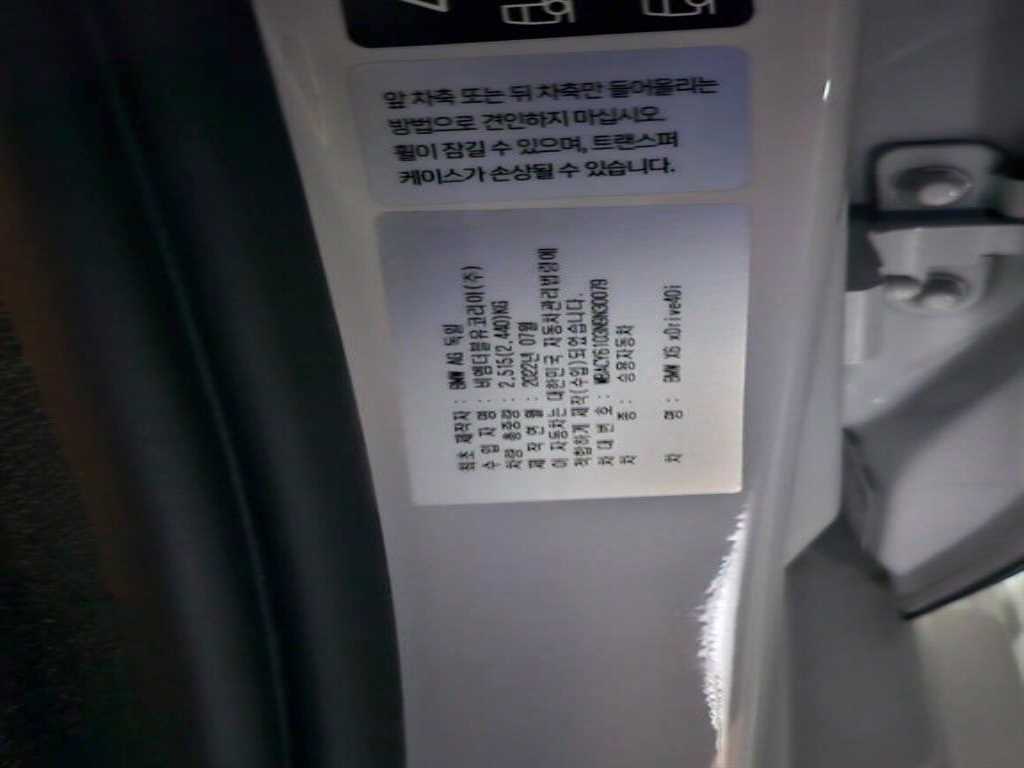 앞 차축 또는 뒤 차축만 들어올리는
방법으로 견인하지 마십시오.
휠이 잠길 수 있으며, 트랜스퍼
케이스가 손상될 수 있습니다.
최초 제작자 : BMW AG 독일
수 입 자 명 : 비엠더블유코리아(주)
차량 총중량 : 2,515(2,440)KG
제 작 연 월 : 2022년 07월
이 자동차는 대한민국 자동차관리법령에
적합하게 제작(수입)되었습니다.
차 대 번 호 :
차 종 : 승용자동차
차 명 : BMW X6 xDrive40i